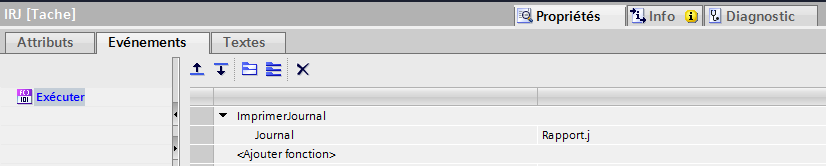 IRJ [Tache]
Propriétés Info Diagnostic
Attributs Evénements Textes
Exécuter
ImprimerJournal
Journal Rapport.j
<Ajouter fonction>